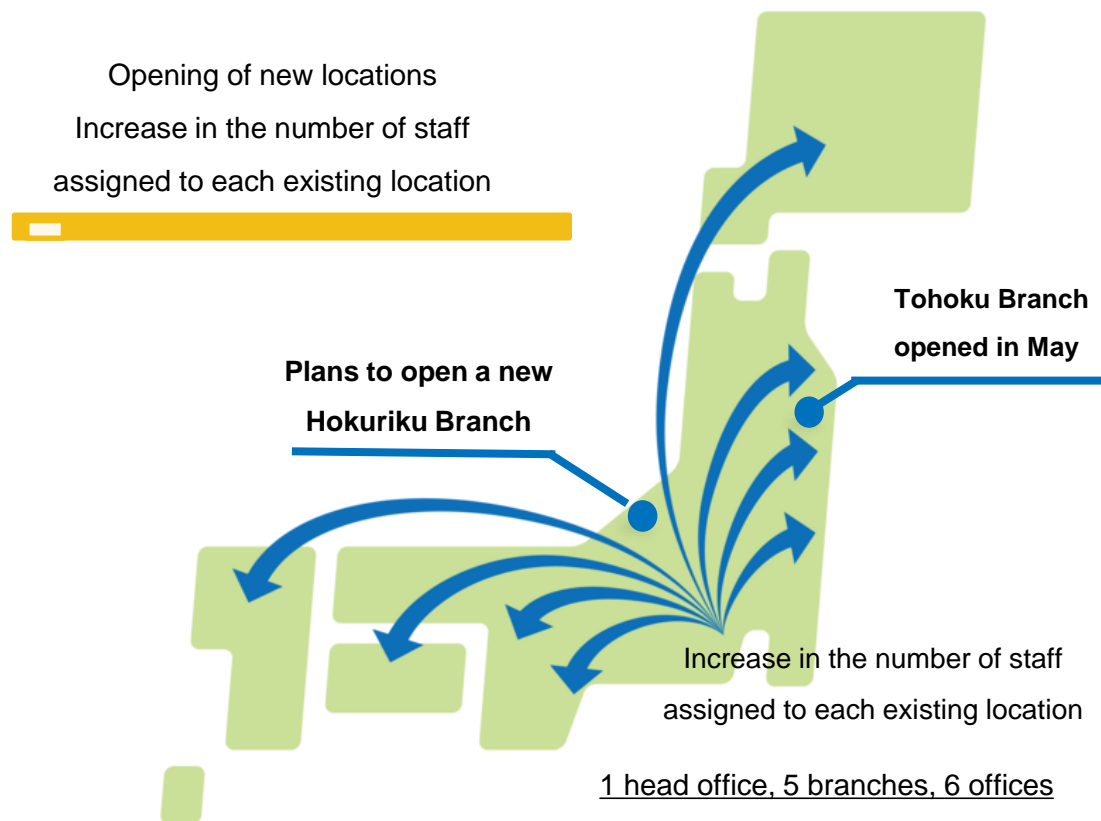 Opening of new locations
Increase in the number of staff
assigned to each existing location
Tohoku Branch
opened in May
Plans to open a new
Hokuriku Branch
Increase in the number of staff
assigned to each existing location
1 head office, 5 branches, 6 offices